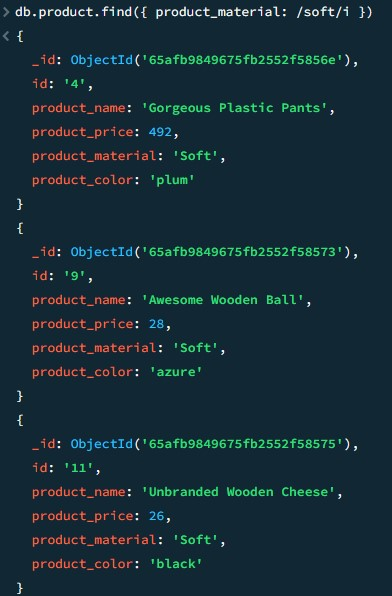 > db.product.find({ product_material: /soft/i })
< {
_id: ObjectId('65afb9849675fb2552f5856e'),
id: '4',
product_name: 'Gorgeous Plastic Pants',
product_price: 492,
product_material: 'Soft',
product_color: 'plum'
}
{
_id: ObjectId('65afb9849675fb2552f58573'),
id: '9',
product_name: 'Awesome Wooden Ball',
product_price: 28,
product_material: 'Soft',
product_color: 'azure'
}
{
_id: ObjectId('65afb9849675fb2552f58575'),
id: '11',
product_name: 'Unbranded Wooden Cheese',
product_price: 26,
product_material: 'Soft',
product_color: 'black'
}